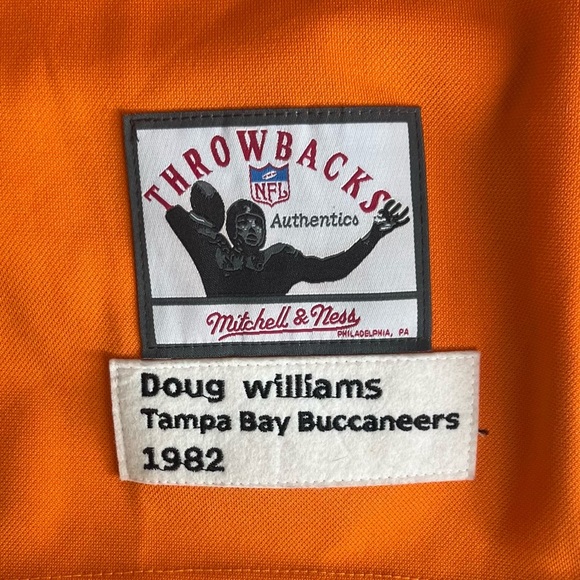 THROWBACKS
NFL
Authentics
Mitchell & Ness
PHILADELPHIA, PA
Doug williams
Tampa Bay Buccaneers
1982